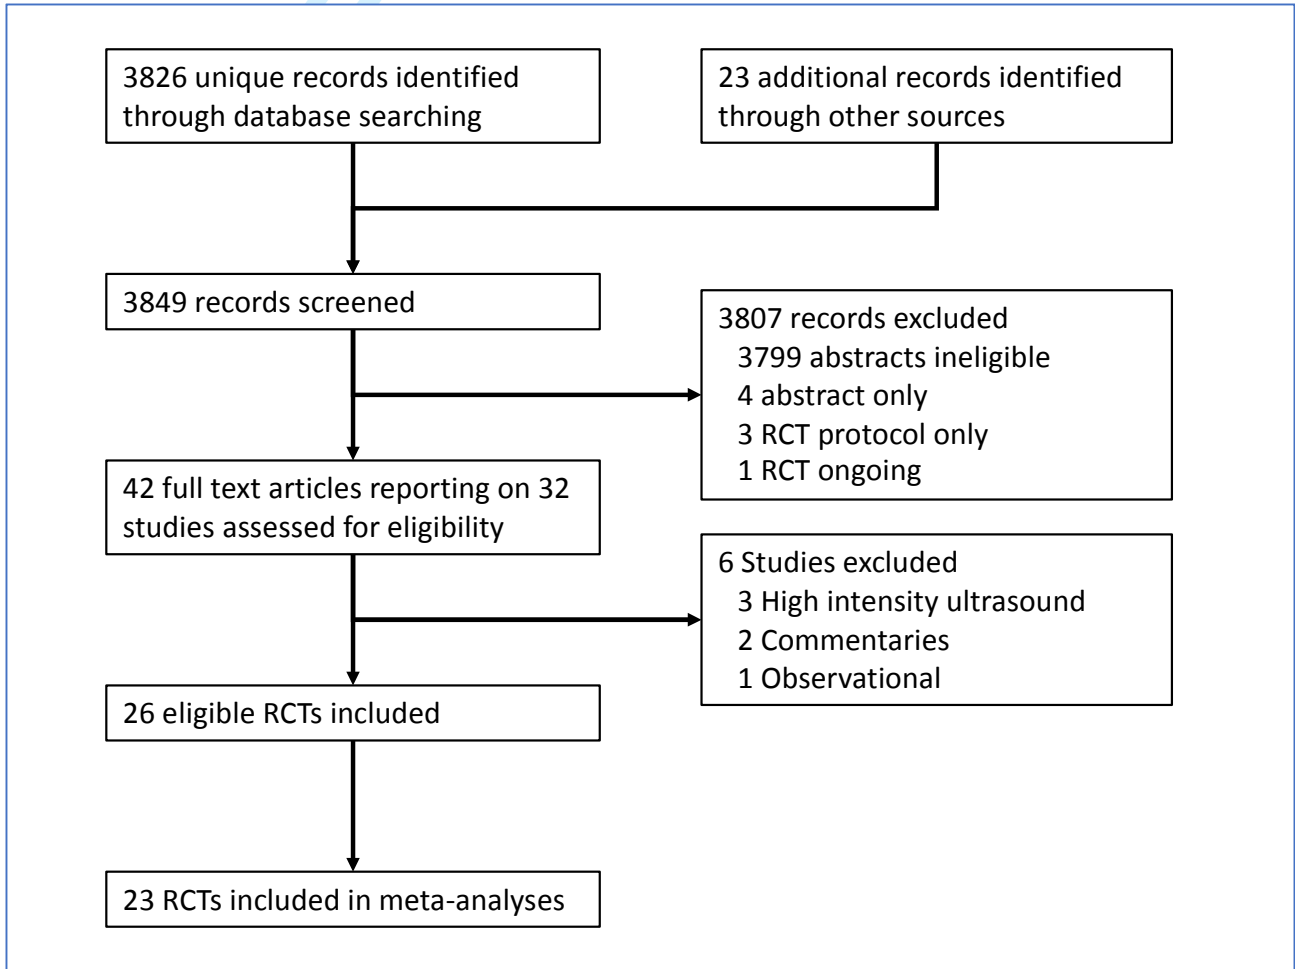 3826 unique records identified
through database searching
23 additional records identified
through other sources
3849 records screened
3807 records excluded
3799 abstracts ineligible
4 abstract only
3 RCT protocol only
1 RCT ongoing
42 full text articles reporting on 32
studies assessed for eligibility
6 Studies excluded
3 High intensity ultrasound
2 Commentaries
1 Observational
26 eligible RCTs included
23 RCTs included in meta-analyses